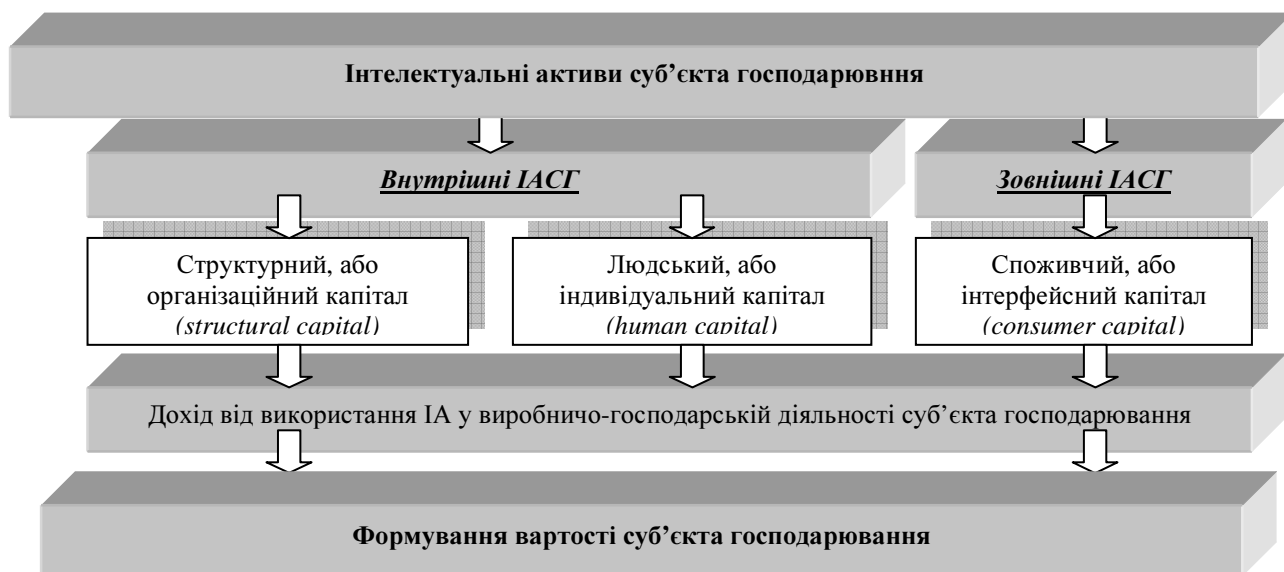 Інтелектуальні активи суб’єкта господарювння
Внутрішні ІАСГ
Зовнішні ІАСГ
Структурний, або
організаційний капітал
(structural capital)
Людський, або
індивідуальний капітал
(human capital)
Споживчий, або
інтерфейсний капітал
(consumer capital)
Дохід від використання ІА у виробничо-господарській діяльності суб’єкта господарювання
Формування вартості суб’єкта господарювання